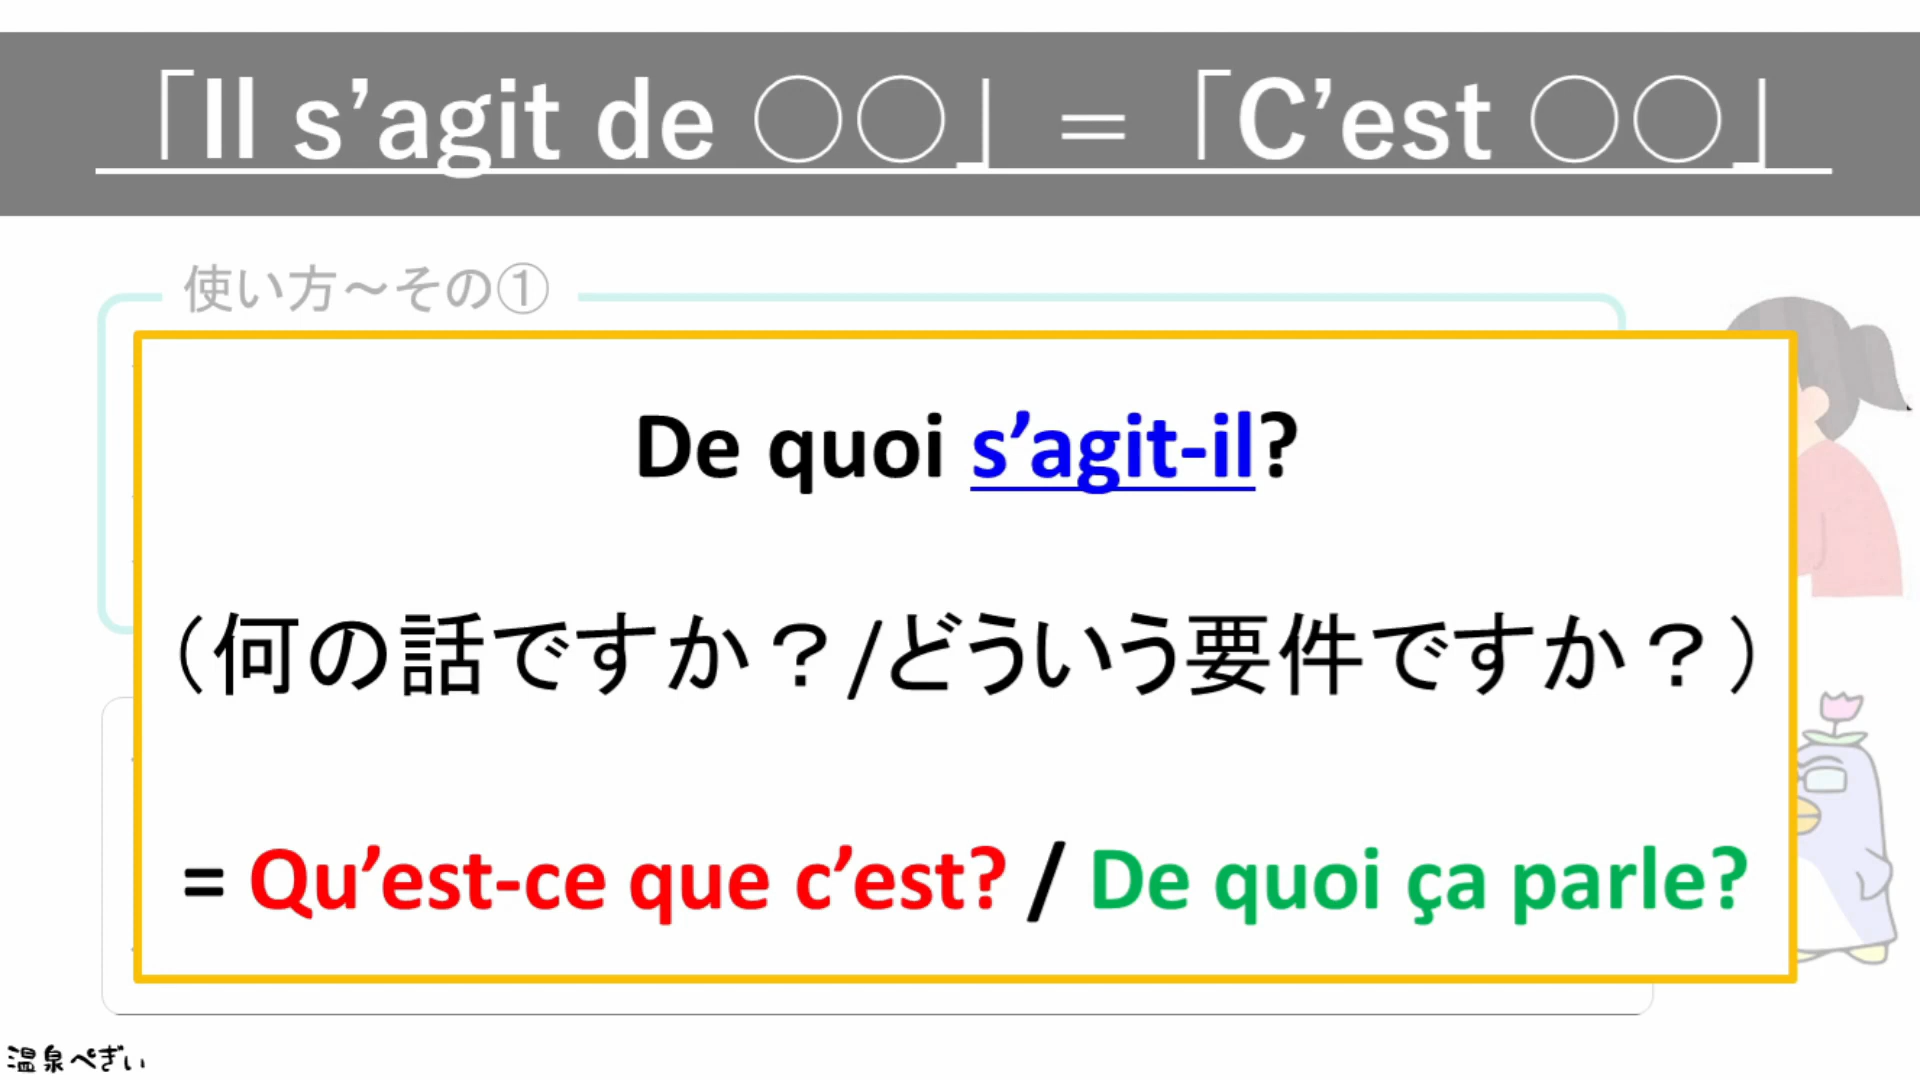 「Il s’agit de ○○」 = 「C’est ○○」
使い方～その①
De quoi s’agit-il?
（何の話ですか？/どういう要件ですか？）
= Qu’est-ce que c’est? / De quoi ça parle?
温泉ぺぎぃ